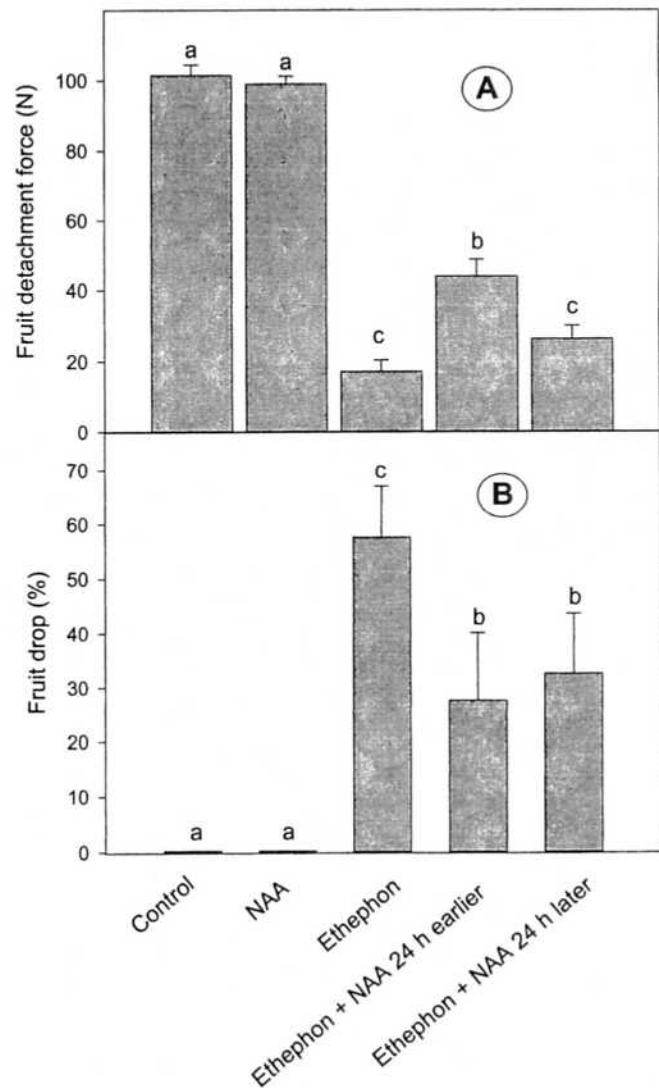 Fruit detachment force (N)
100
80
60
40
20
0
a
a
c
b
c
A
Fruit drop (%)
70
60
50
40
30
20
10
0
a
a
c
b
b
B
Control
NAA
Ethephon
Ethephon + NAA 24 h earlier
Ethephon + NAA 24 h later